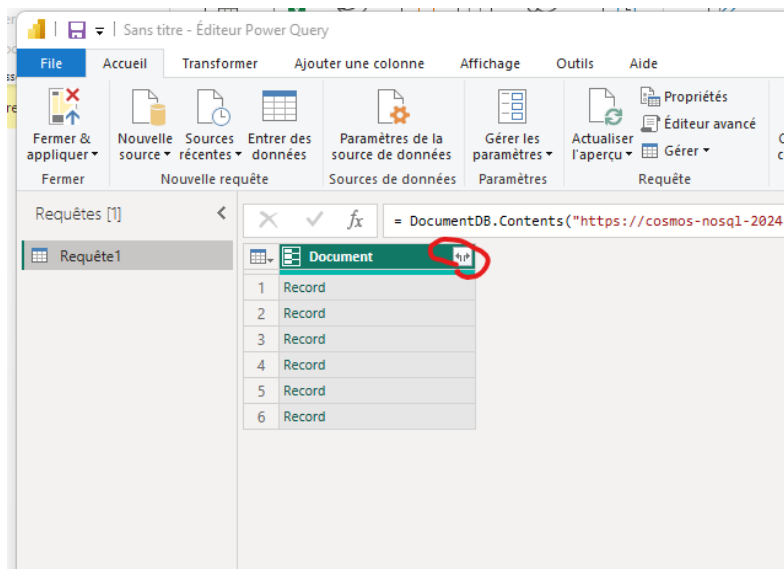 Sans titre - Éditeur Power Query
File Accueil Transformer Ajouter une colonne Affichage Outils Aide
Fermer & appliquer
Nouvelle source
Sources récentes
Entrer des données
Paramètres de la source de données
Gérer les paramètres
Actualiser l'aperçu
Propriétés
Éditeur avancé
Gérer
Fermer
Nouvelle requête
Sources de données
Paramètres
Requête
Requêtes [1]
fx
= DocumentDB.Contents("https://cosmos-nosql-2024
Requête1
Document
1 Record
2 Record
3 Record
4 Record
5 Record
6 Record